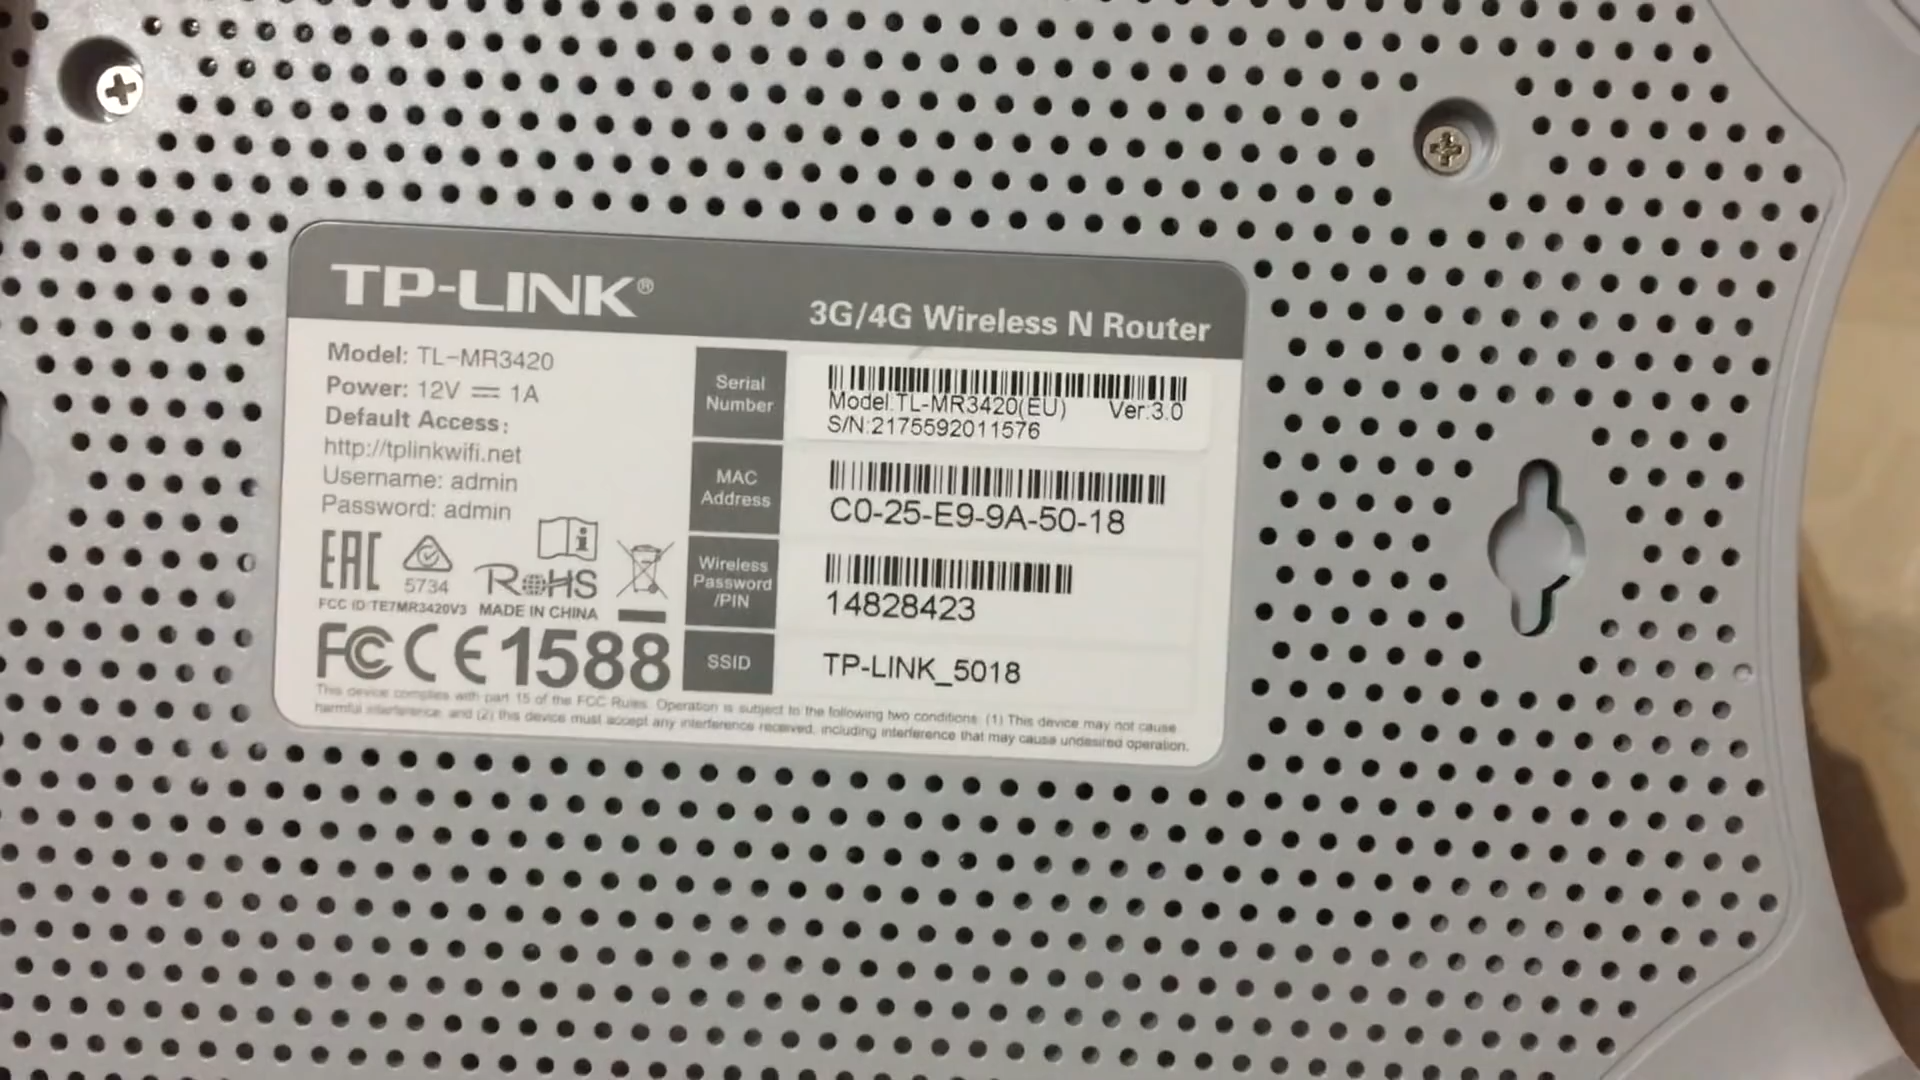 TP-LINK®
3G/4G Wireless N Router
Model: TL-MR3420
Power: 12V ⎓ 1A
Default Access:
http://tplinkwifi.net
Username: admin
Password: admin
EAC
5734
RoHS
FCC ID:TE7MR3420V3 MADE IN CHINA
FC CE1588
Serial
Number
Model:TL-MR3420(EU) Ver:3.0
S/N:2175592011576
MAC
Address
C0-25-E9-9A-50-18
Wireless
Password
/PIN
14828423
SSID
TP-LINK_5018
This device complies with part 15 of the FCC Rules. Operation is subject to the following two conditions: (1) This device may not cause
harmful interference, and (2) this device must accept any interference received, including interference that may cause undesired operation.